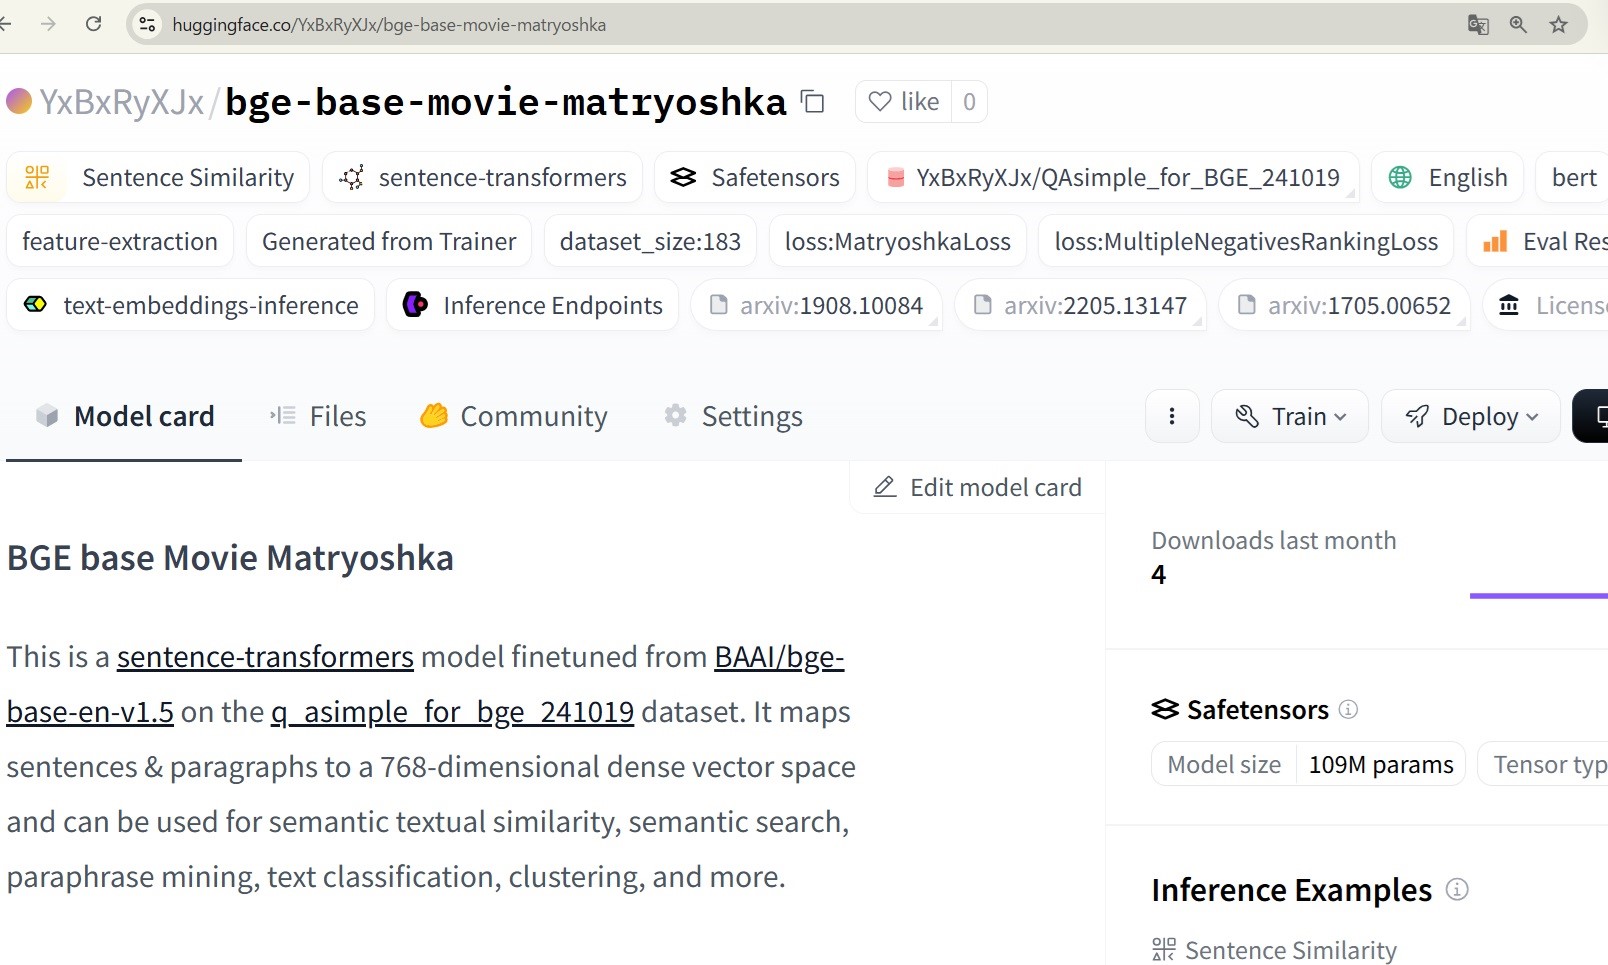 huggingface.co/YxBxRyXJx/bge-base-movie-matryoshka
YxBxRyXJx/bge-base-movie-matryoshka like 0
Sentence Similarity sentence-transformers Safetensors YxBxRyXJx/QAsimple_for_BGE_241019 English bert
feature-extraction Generated from Trainer dataset_size:183 loss:MatryoshkaLoss loss:MultipleNegativesRankingLoss Eval Res
text-embeddings-inference Inference Endpoints arxiv:1908.10084 arxiv:2205.13147 arxiv:1705.00652 License
Model card Files Community Settings Train Deploy
Edit model card
BGE base Movie Matryoshka
This is a sentence-transformers model finetuned from BAAI/bge-
base-en-v1.5 on the q_asimple_for_bge_241019 dataset. It maps
sentences & paragraphs to a 768-dimensional dense vector space
and can be used for semantic textual similarity, semantic search,
paraphrase mining, text classification, clustering, and more.
Downloads last month
4
Safetensors
Model size 109M params Tensor typ
Inference Examples
Sentence Similarity